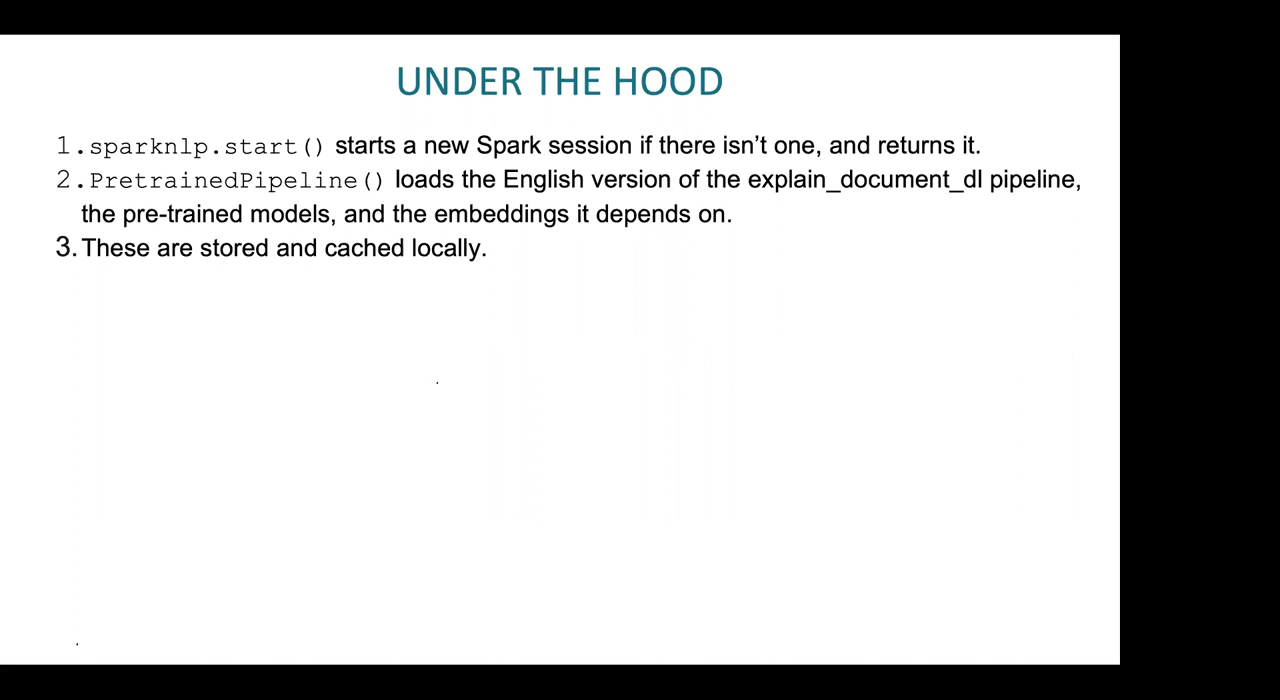 UNDER THE HOOD
1.sparknlp.start() starts a new Spark session if there isn’t one, and returns it.
2.PretrainedPipeline() loads the English version of the explain_document_dl pipeline,
the pre-trained models, and the embeddings it depends on.
3.These are stored and cached locally.